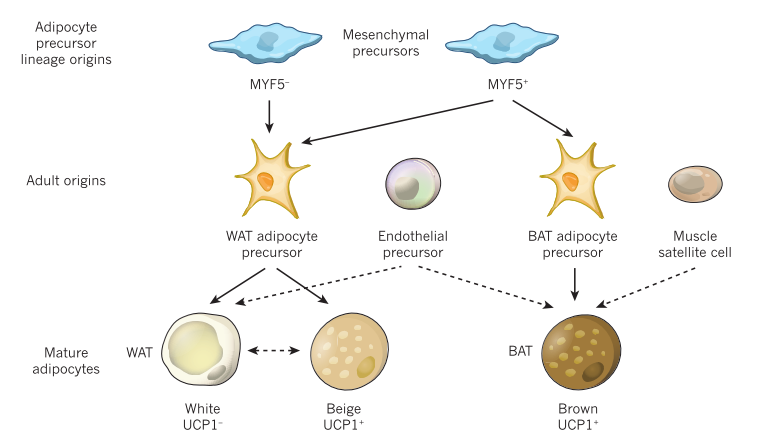 Adipocyte
precursor
lineage origins
Mesenchymal
precursors
MYF5⁻
MYF5⁺
Adult origins
WAT adipocyte
precursor
Endothelial
precursor
BAT adipocyte
precursor
Muscle
satellite cell
Mature
adipocytes
WAT
BAT
White
UCP1⁻
Beige
UCP1⁺
Brown
UCP1⁺